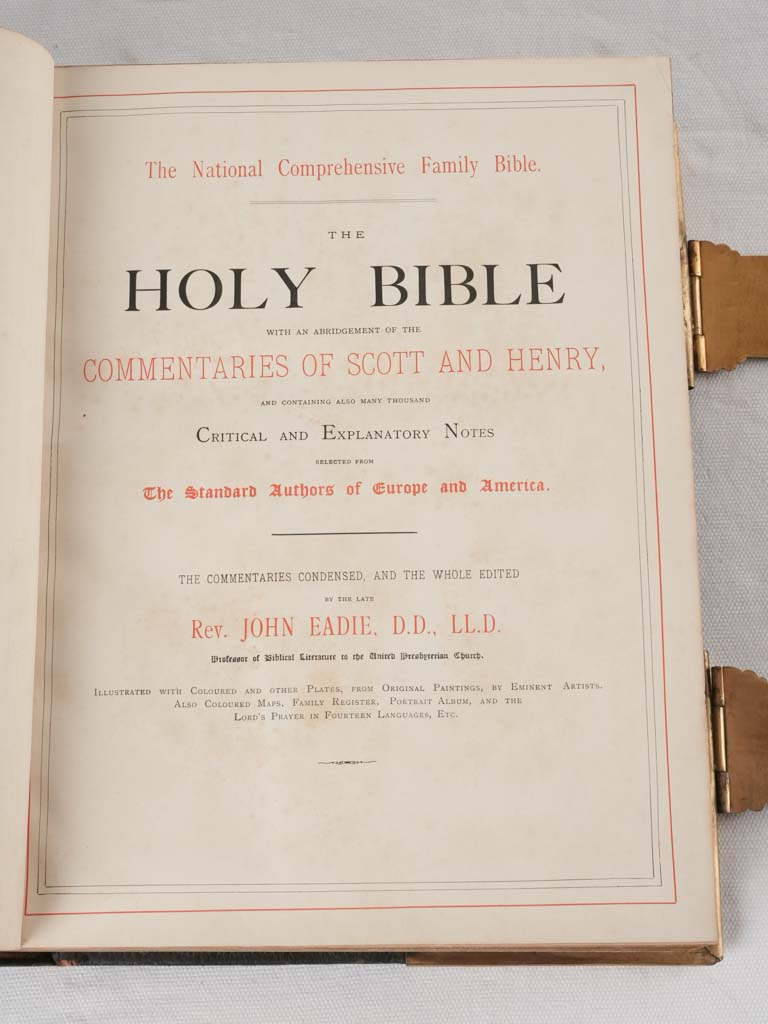 The National Comprehensive Family Bible.
THE
HOLY BIBLE
WITH AN ABRIDGEMENT OF THE
COMMENTARIES OF SCOTT AND HENRY,
AND CONTAINING ALSO MANY THOUSAND
CRITICAL AND EXPLANATORY NOTES
SELECTED FROM
The Standard Authors of Europe and America.
THE COMMENTARIES CONDENSED, AND THE WHOLE EDITED
BY THE LATE
Rev. JOHN EADIE, D.D., LL.D.
Professor of Biblical Literature to the United Presbyterian Church.
ILLUSTRATED WITH COLOURED AND OTHER PLATES, FROM ORIGINAL PAINTINGS, BY EMINENT ARTISTS.
ALSO COLOURED MAPS, FAMILY REGISTER, PORTRAIT ALBUM, AND THE
LORD'S PRAYER IN FOURTEEN LANGUAGES, ETC.